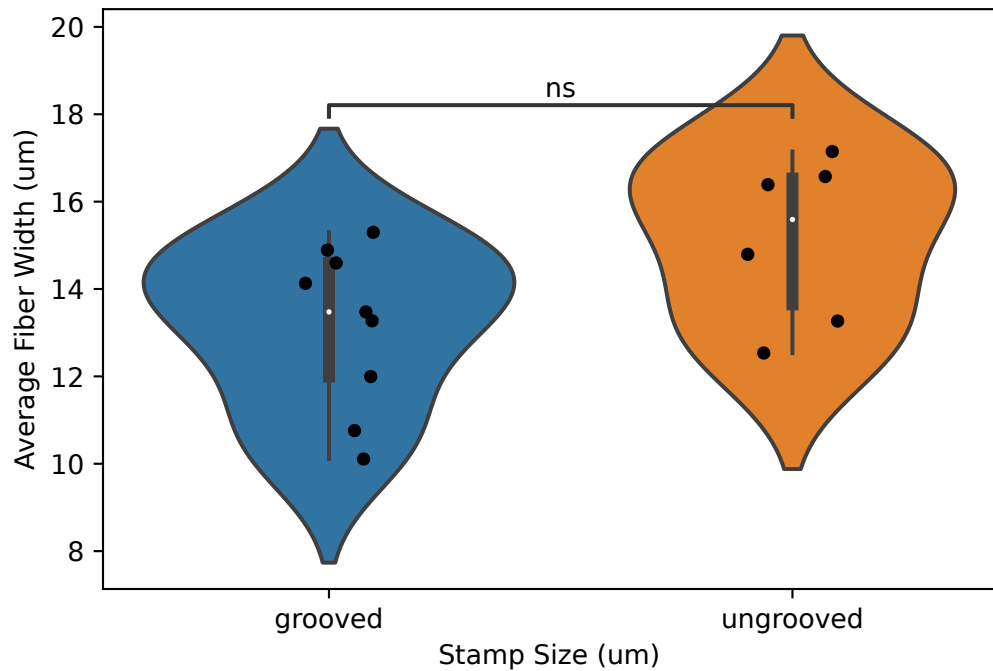 20
18
16
14
12
10
8
Average Fiber Width (um)
ns
grooved
ungrooved
Stamp Size (um)